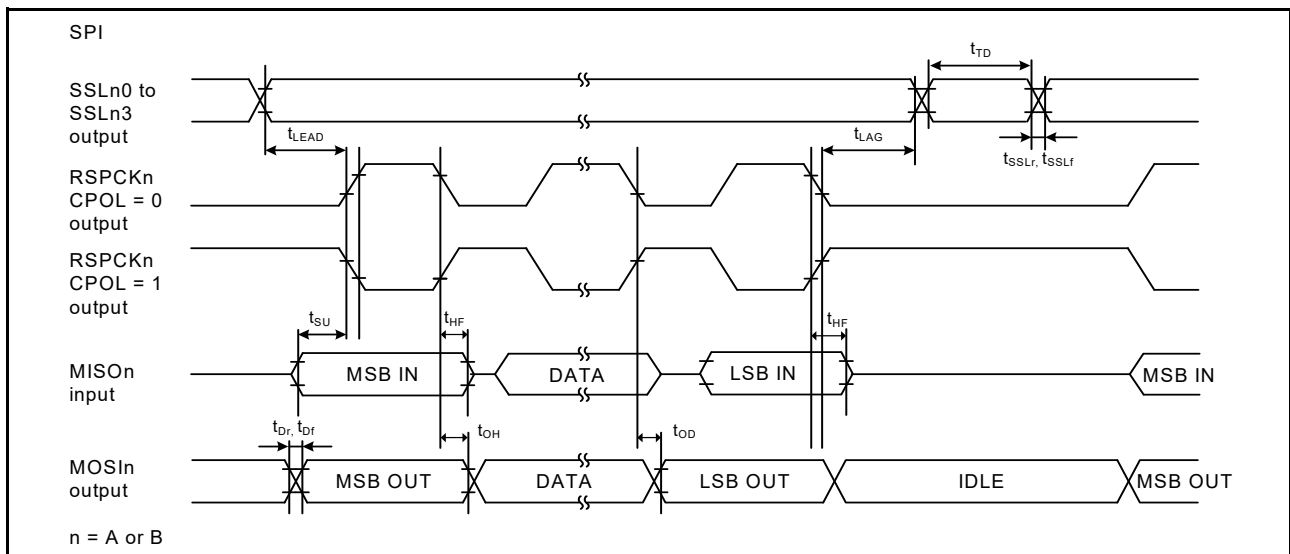 SPI
tTD
SSLn0 to
SSLn3
output
tLEAD
tLAG
tSSLr, tSSLf
RSPCKn
CPOL = 0
output
RSPCKn
CPOL = 1
output
tSU
tHF
tHF
MISOn
input
MSB IN
DATA
LSB IN
MSB IN
tDr, tDf
tOH
tOD
MOSIn
output
MSB OUT
DATA
LSB OUT
IDLE
MSB OUT
n = A or B